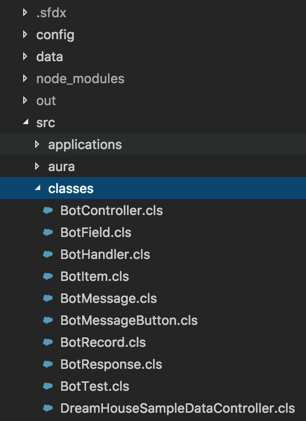 .sfdx
config
data
node_modules
out
src
applications
aura
classes
BotController.cls
BotField.cls
BotHandler.cls
BotItem.cls
BotMessage.cls
BotMessageButton.cls
BotRecord.cls
BotResponse.cls
BotTest.cls
DreamHouseSampleDataController.cls